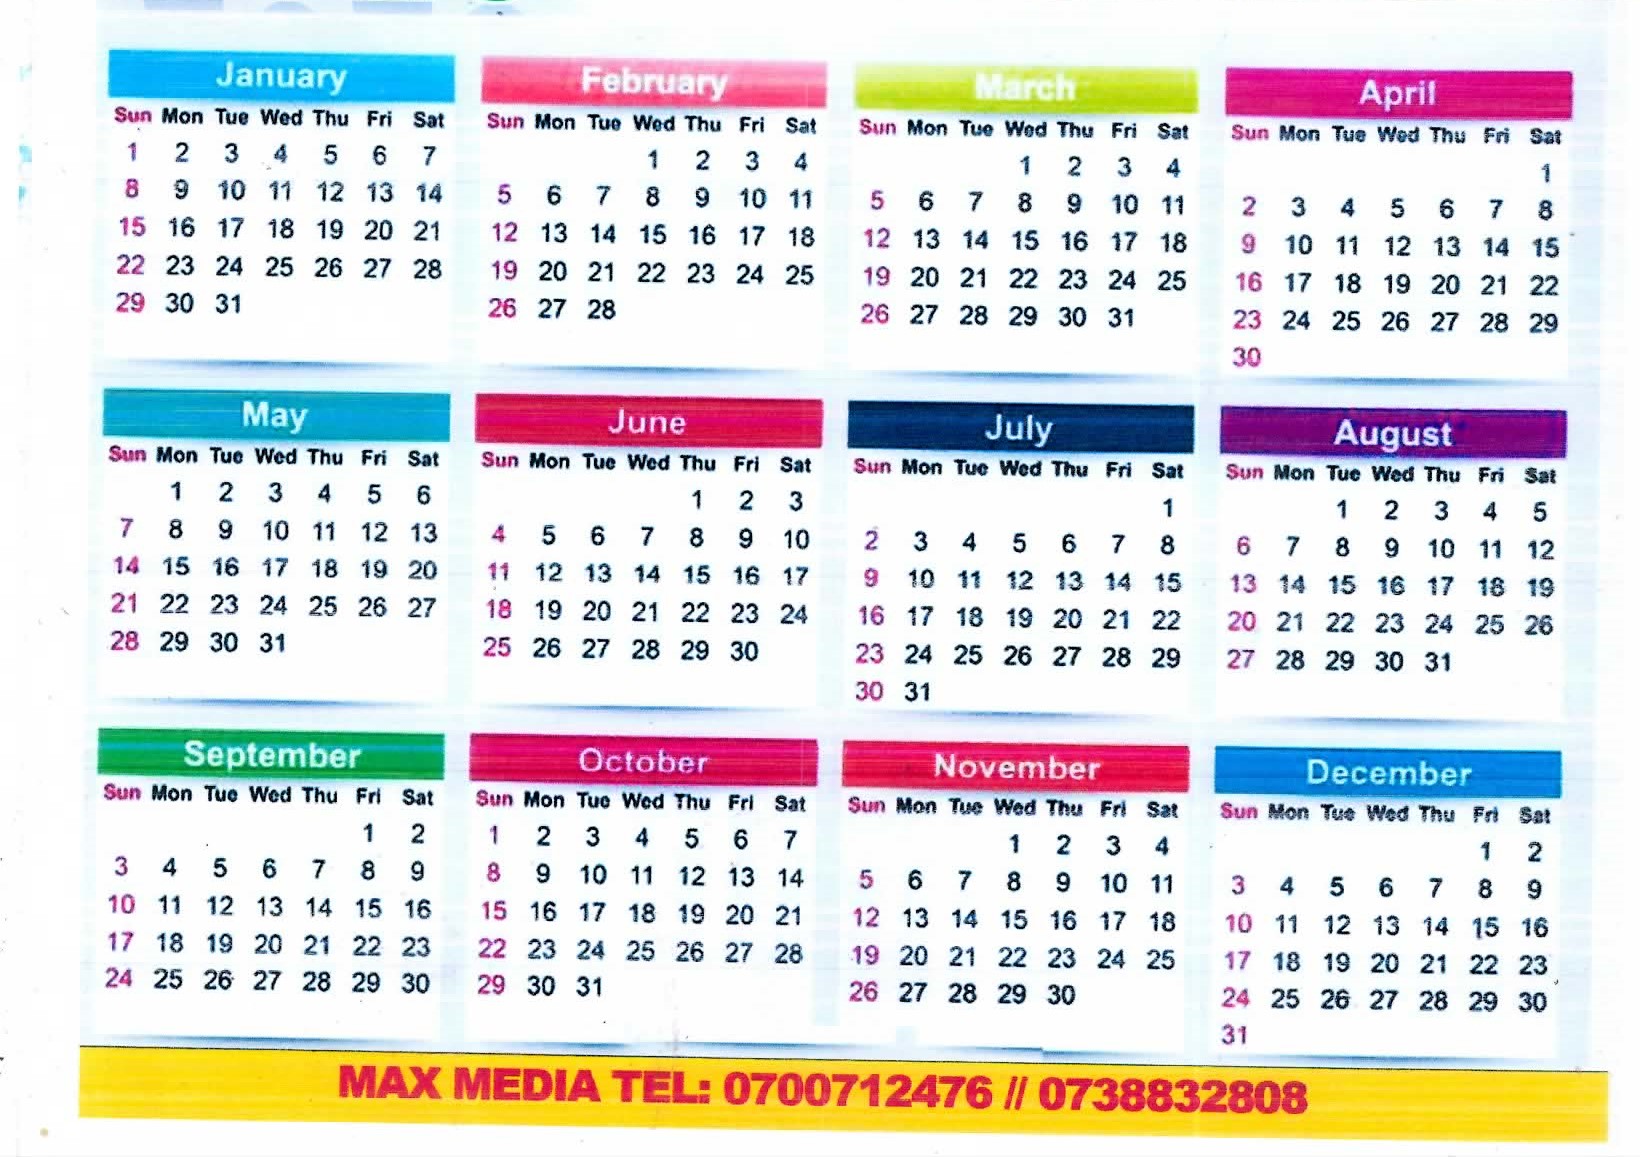 January
Sun Mon Tue Wed Thu Fri Sat
1 2 3 4 5 6 7
8 9 10 11 12 13 14
15 16 17 18 19 20 21
22 23 24 25 26 27 28
29 30 31
February
Sun Mon Tue Wed Thu Fri Sat
1 2 3 4
5 6 7 8 9 10 11
12 13 14 15 16 17 18
19 20 21 22 23 24 25
26 27 28
March
Sun Mon Tue Wed Thu Fri Sat
1 2 3 4
5 6 7 8 9 10 11
12 13 14 15 16 17 18
19 20 21 22 23 24 25
26 27 28 29 30 31
April
Sun Mon Tue Wed Thu Fri Sat
1
2 3 4 5 6 7 8
9 10 11 12 13 14 15
16 17 18 19 20 21 22
23 24 25 26 27 28 29
30
May
Sun Mon Tue Wed Thu Fri Sat
1 2 3 4 5 6
7 8 9 10 11 12 13
14 15 16 17 18 19 20
21 22 23 24 25 26 27
28 29 30 31
June
Sun Mon Tue Wed Thu Fri Sat
1 2 3
4 5 6 7 8 9 10
11 12 13 14 15 16 17
18 19 20 21 22 23 24
25 26 27 28 29 30
July
Sun Mon Tue Wed Thu Fri Sat
1
2 3 4 5 6 7 8
9 10 11 12 13 14 15
16 17 18 19 20 21 22
23 24 25 26 27 28 29
30 31
August
Sun Mon Tue Wed Thu Fri Sat
1 2 3 4 5
6 7 8 9 10 11 12
13 14 15 16 17 18 19
20 21 22 23 24 25 26
27 28 29 30 31
September
Sun Mon Tue Wed Thu Fri Sat
1 2
3 4 5 6 7 8 9
10 11 12 13 14 15 16
17 18 19 20 21 22 23
24 25 26 27 28 29 30
October
Sun Mon Tue Wed Thu Fri Sat
1 2 3 4 5 6 7
8 9 10 11 12 13 14
15 16 17 18 19 20 21
22 23 24 25 26 27 28
29 30 31
November
Sun Mon Tue Wed Thu Fri Sat
1 2 3 4
5 6 7 8 9 10 11
12 13 14 15 16 17 18
19 20 21 22 23 24 25
26 27 28 29 30
December
Sun Mon Tue Wed Thu Fri Sat
1 2
3 4 5 6 7 8 9
10 11 12 13 14 15 16
17 18 19 20 21 22 23
24 25 26 27 28 29 30
31
MAX MEDIA TEL: 0700712476 // 0738832808